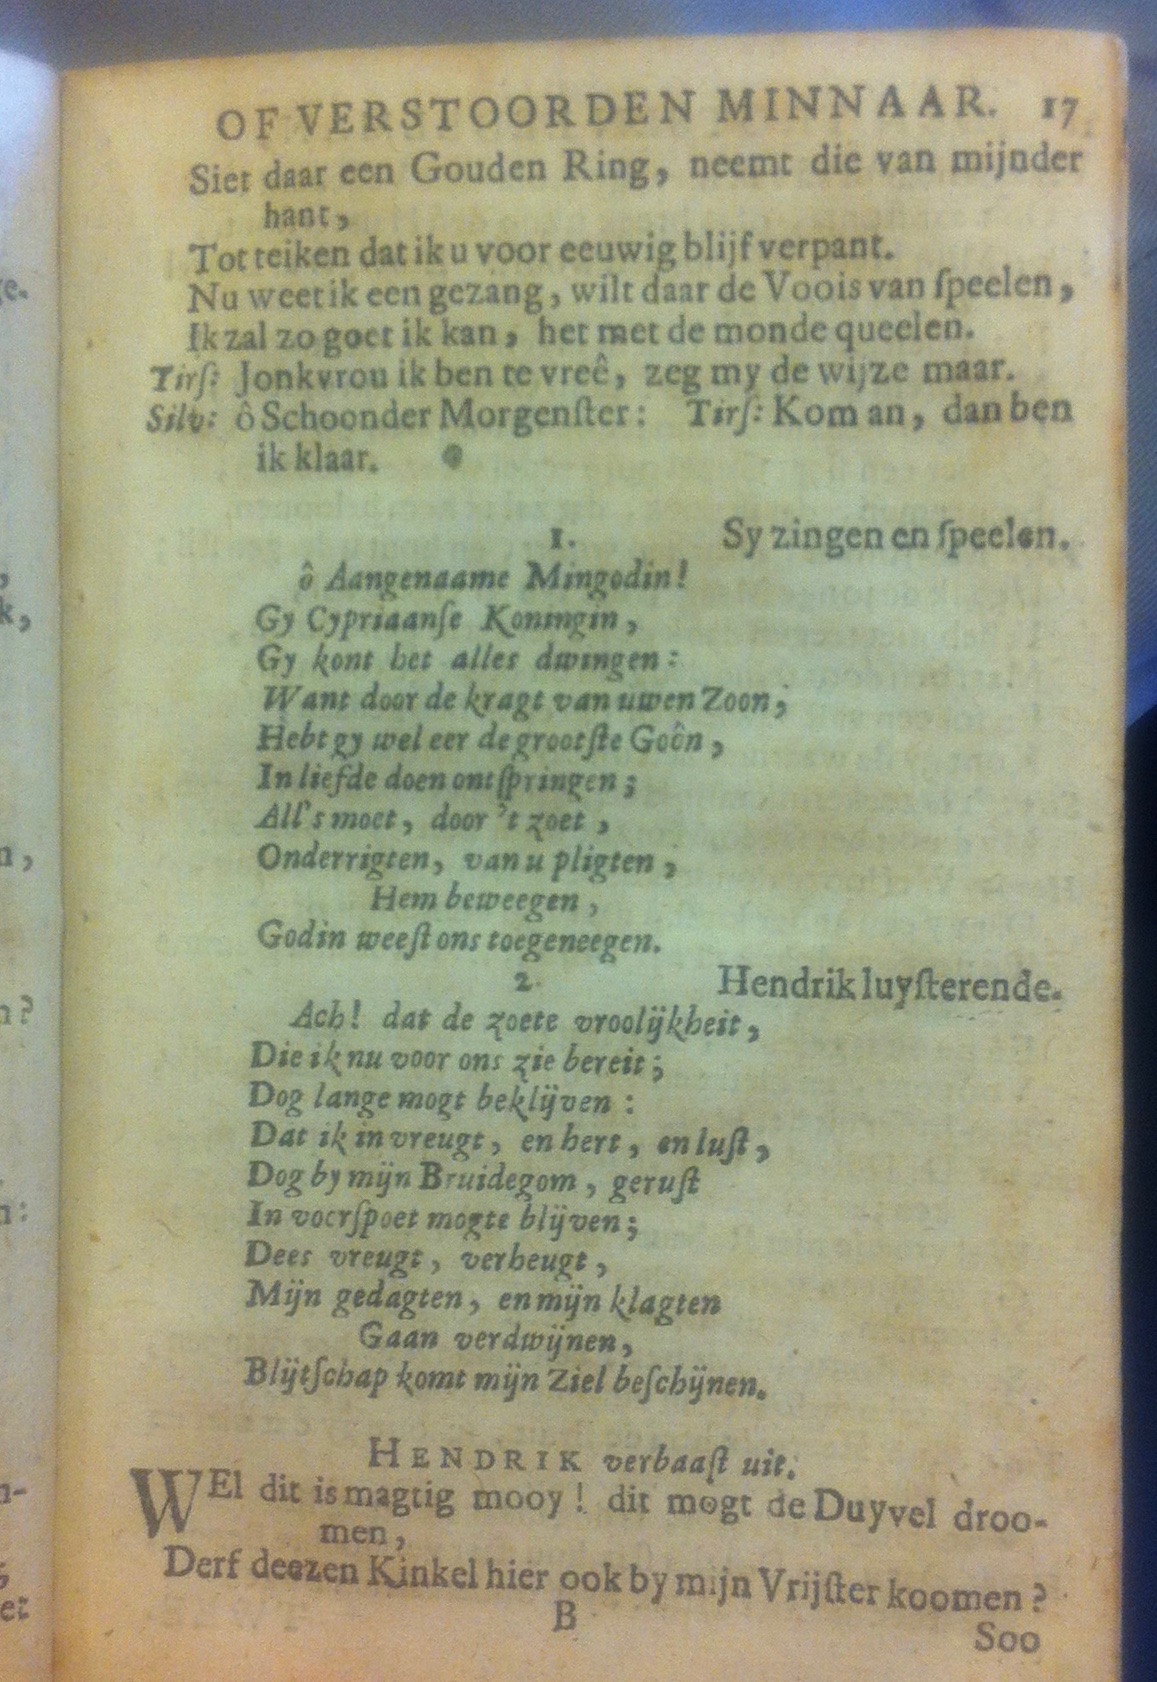 OF VERSTOORDEN MINNAAR. 17
Siet daar een Gouden Ring, neemt die van mijnder
hant,
Tot teiken dat ik u voor eeuwig blijf verpant.
Nu weet ik een gezang, wilt daar de Voois van ſpeelen,
Ik zal zo goet ik kan, het met de monde queelen.
Tirſ: Jonkvrou ik ben te vreê, zeg my de wijze maar.
Silv: ô Schoonder Morgenſter: Tirſ: Kom an, dan ben
ik klaar.
1. Sy zingen en ſpeelen.
ô Aangenaame Mingodin!
Gy Cypriaanſe Koningin,
Gy kont het alles dwingen:
Want door de kragt van uwen Zoon;
Hebt gy wel eer de grootſte Goôn,
In liefde doen ontſpringen;
All's moet, door 't zoet,
Onderrigten, van u pligten,
Hem beweegen,
Godin weeſt ons toegeneegen.
2. Hendrik luyſterende.
Ach! dat de zoete vroolijkheit,
Die ik nu voor ons zie bereit;
Dog lange mogt beklijven:
Dat ik in vreugt, en hert, en luſt,
Dog by mijn Bruidegom, geruſt
In voerſpoet mogte blijven;
Dees vreugt, verheugt,
Mijn gedagten, en mijn klagten
Gaan verdwijnen,
Blijtſchap komt mijn Ziel beſchijnen.
HENDRIK verbaaſt uit.
WEl dit is magtig mooy! dit mogt de Duyvel droo-
men,
Derf deezen Kinkel hier ook by mijn Vrijſter koomen?
B
Soo